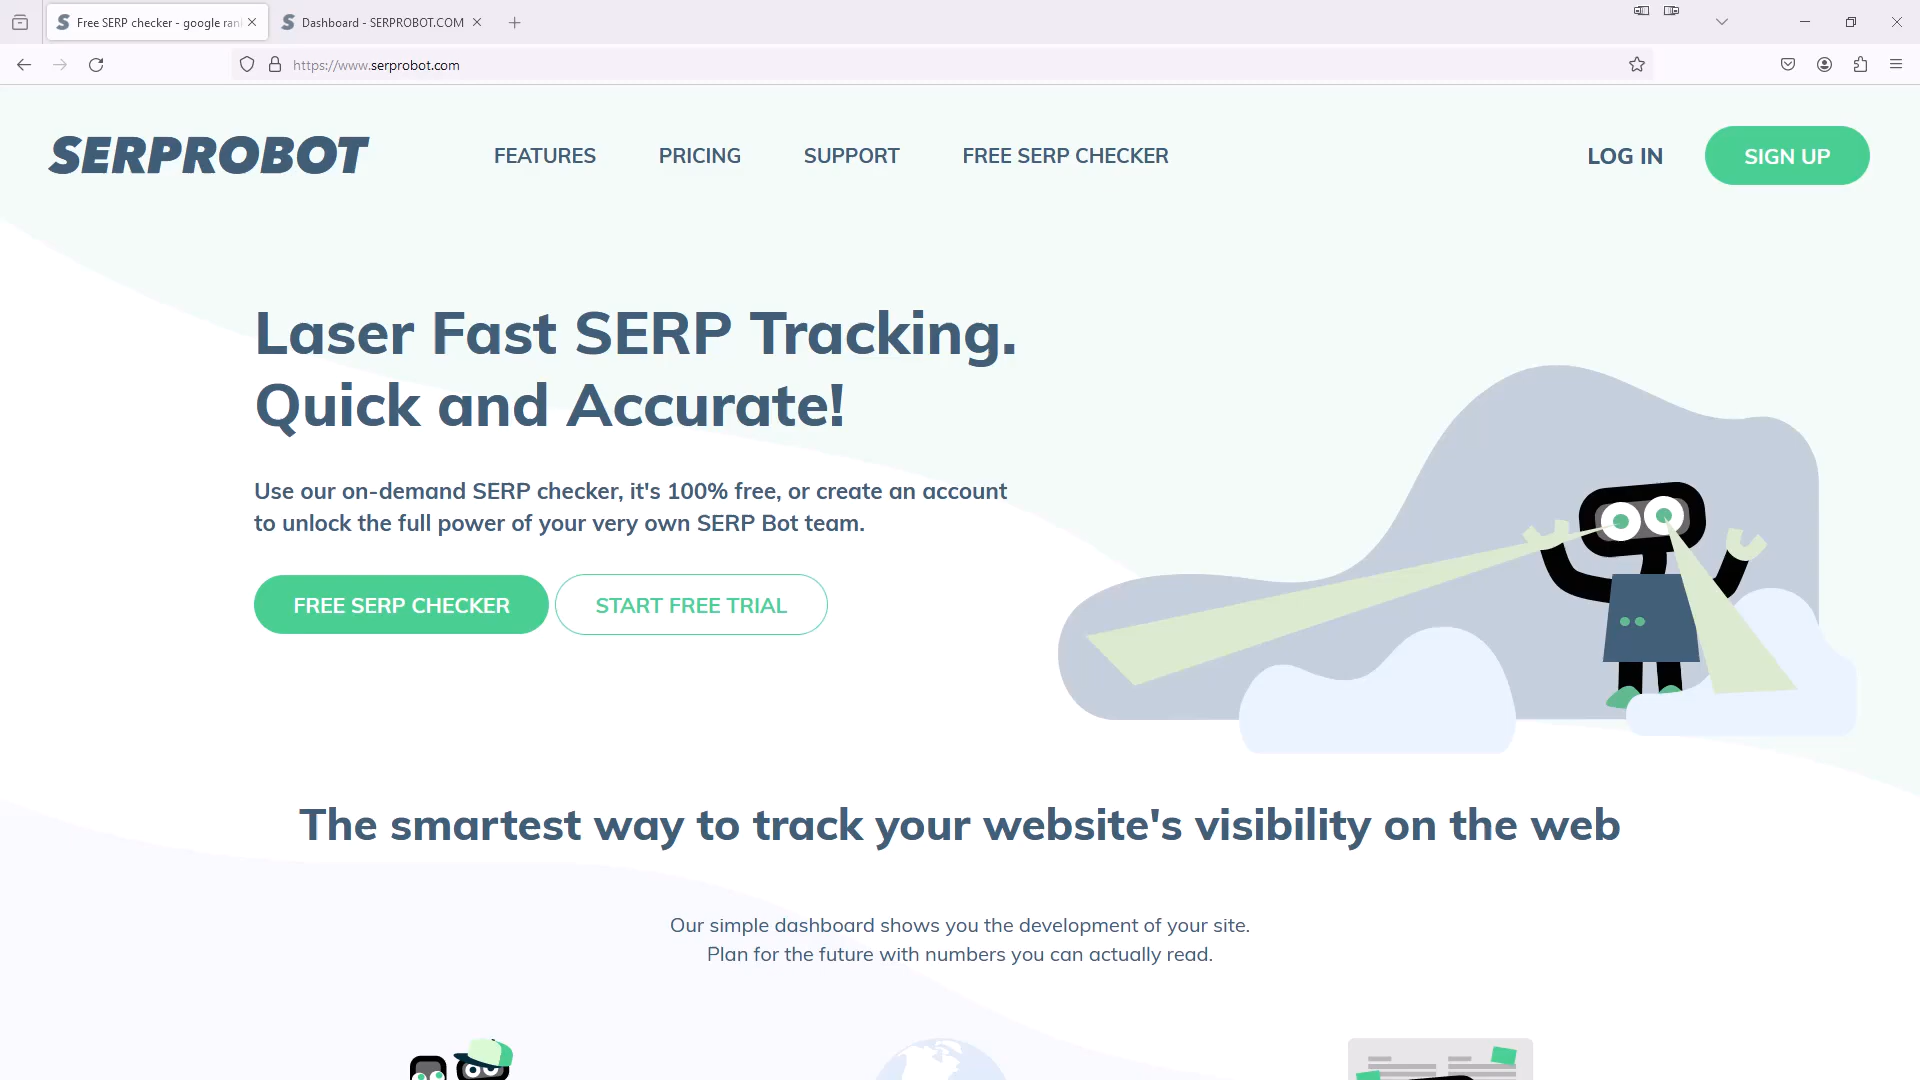 Free SERP checker - google ran
Dashboard - SERPROBOT.COM
https://www.serprobot.com
SERPROBOT
FEATURES
PRICING
SUPPORT
FREE SERP CHECKER
LOG IN
SIGN UP
Laser Fast SERP Tracking.
Quick and Accurate!
Use our on-demand SERP checker, it's 100% free, or create an account
to unlock the full power of your very own SERP Bot team.
FREE SERP CHECKER
START FREE TRIAL
The smartest way to track your website's visibility on the web
Our simple dashboard shows you the development of your site.
Plan for the future with numbers you can actually read.